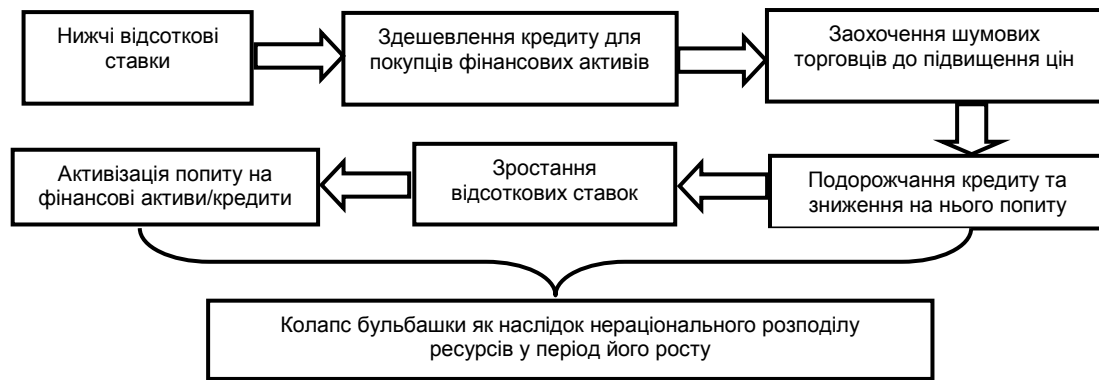 Нижчі відсоткові
ставки
Здешевлення кредиту для
покупців фінансових активів
Заохочення шумових
торговців до підвищення цін
Активізація попиту на
фінансові активи/кредити
Зростання
відсоткових ставок
Подорожчання кредиту та
зниження на нього попиту
Колапс бульбашки як наслідок нераціонального розподілу
ресурсів у період його росту